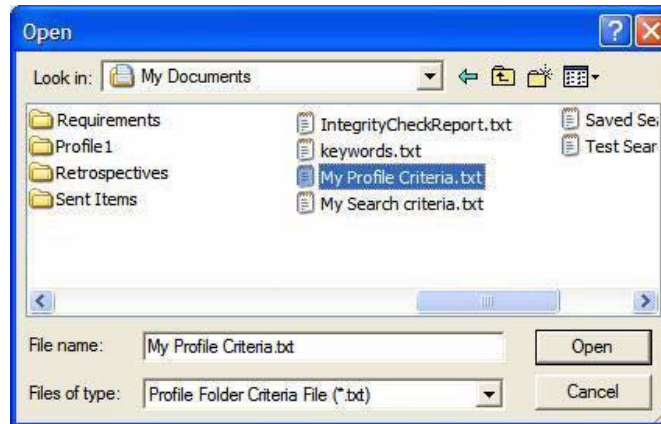 Open
Look in: My Documents
Requirements
Profile1
Retrospectives
Sent Items
IntegrityCheckReport.txt
keywords.txt
My Profile Criteria.txt
My Search criteria.txt
Saved Sea
Test Sear
File name: My Profile Criteria.txt Open
Files of type: Profile Folder Criteria File (*.txt) Cancel